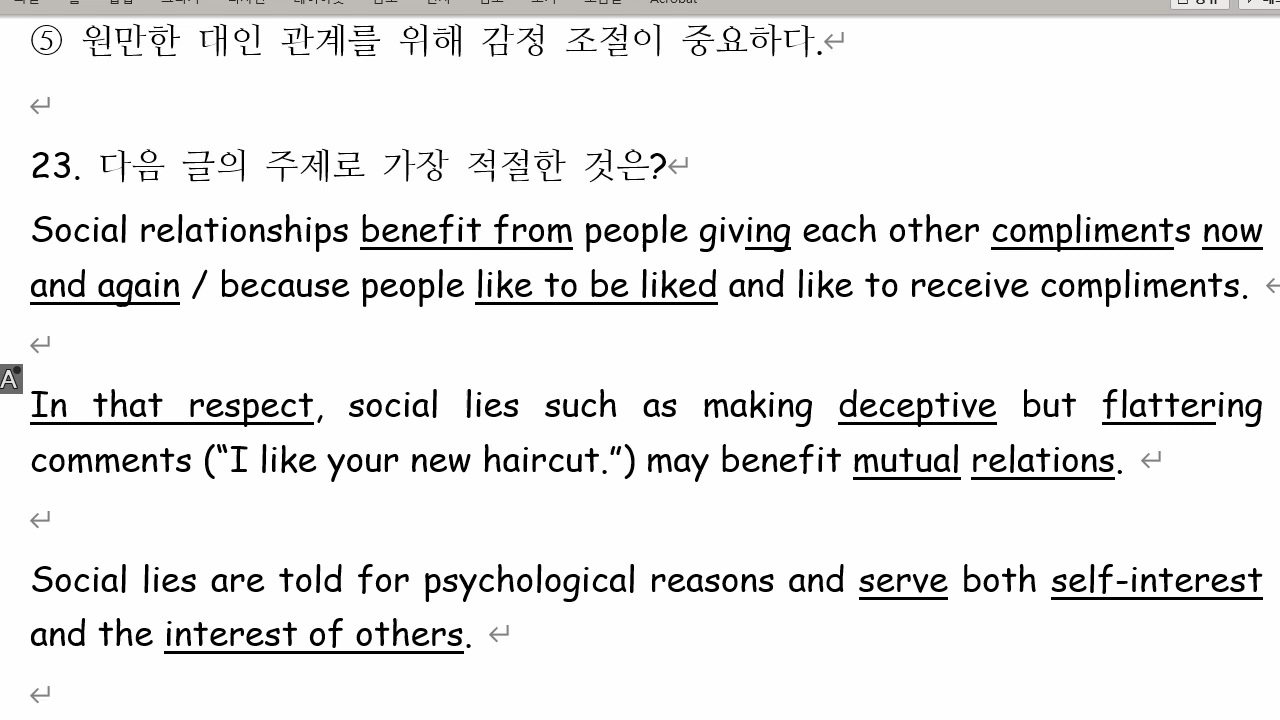 Acrobat
⑤ 원만한 대인 관계를 위해 감정 조절이 중요하다.
23. 다음 글의 주제로 가장 적절한 것은?
Social relationships benefit from people giving each other compliments now
and again / because people like to be liked and like to receive compliments.
A
In that respect, social lies such as making deceptive but flattering
comments (“I like your new haircut.”) may benefit mutual relations.
Social lies are told for psychological reasons and serve both self-interest
and the interest of others.